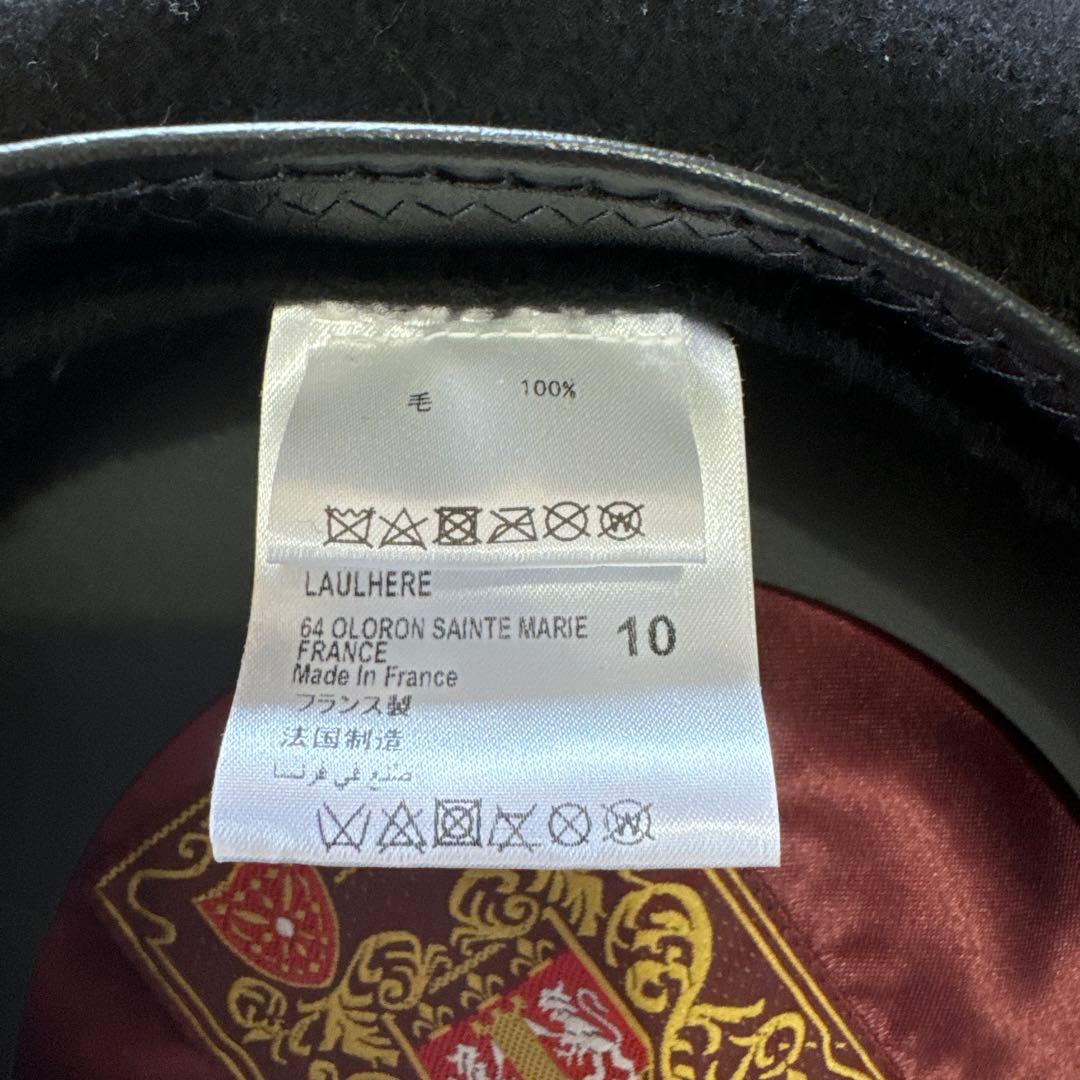 毛 100%
LAULHERE
64 OLORON SAINTE MARIE
FRANCE
10
Made In France
フランス製
法国制造
صنع في فرنسا